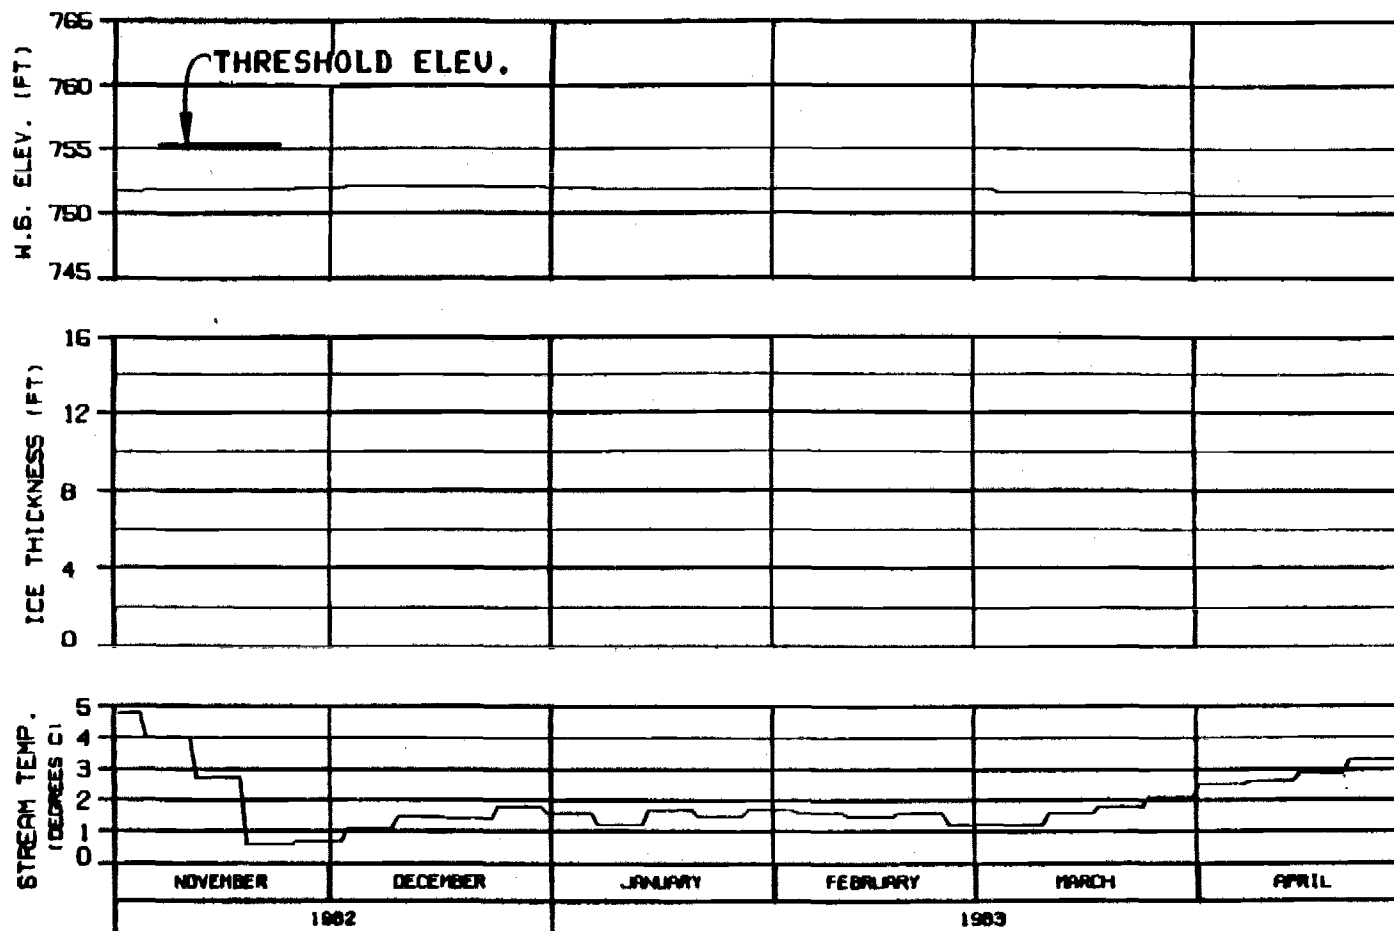 765
THRESHOLD ELEV.
760
755
750
745
W.S. ELEV. (FT)
16
12
8
4
0
ICE THICKNESS (FT)
5
4
3
2
1
0
STREAM TEMP.
(DEGREES C)
NOVEMBER DECEMBER JANUARY FEBRUARY MARCH APRIL
1982 1983